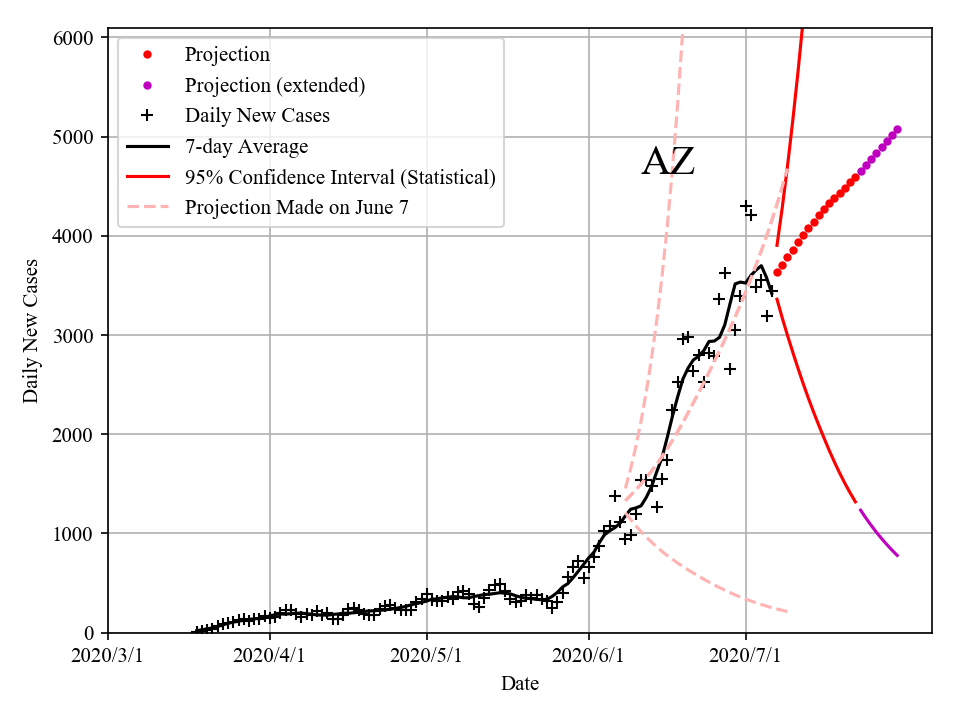 6000
5000
4000
3000
2000
1000
0
Daily New Cases
Projection
Projection (extended)
Daily New Cases
7-day Average
95% Confidence Interval (Statistical)
Projection Made on June 7
AZ
2020/3/1 2020/4/1 2020/5/1 2020/6/1 2020/7/1
Date